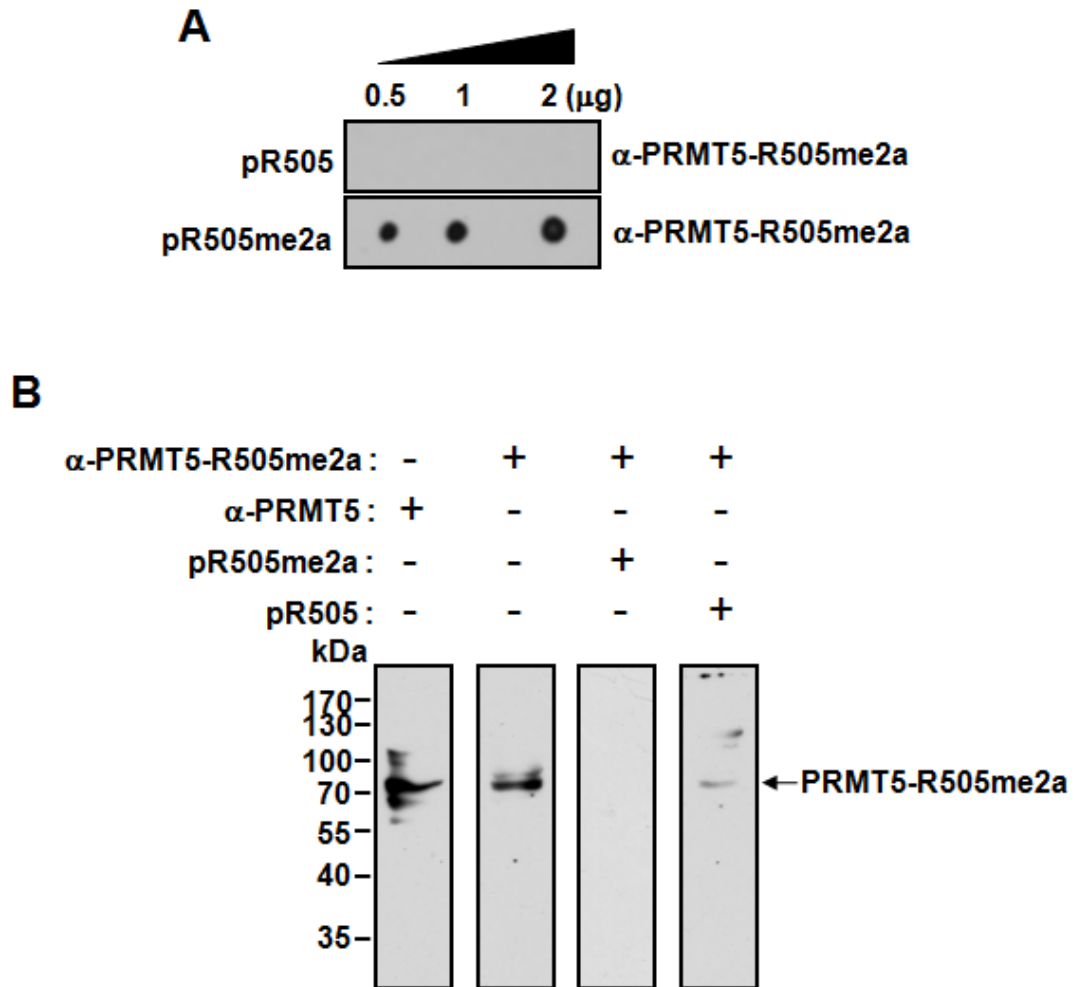 A
0.5 1 2 (μg)
pR505 α-PRMT5-R505me2a
pR505me2a α-PRMT5-R505me2a
B
α-PRMT5-R505me2a : - + + +
α-PRMT5 : + - - -
pR505me2a : - - + -
pR505 : - - - +
kDa
170
130
100
70 PRMT5-R505me2a
55
40
35